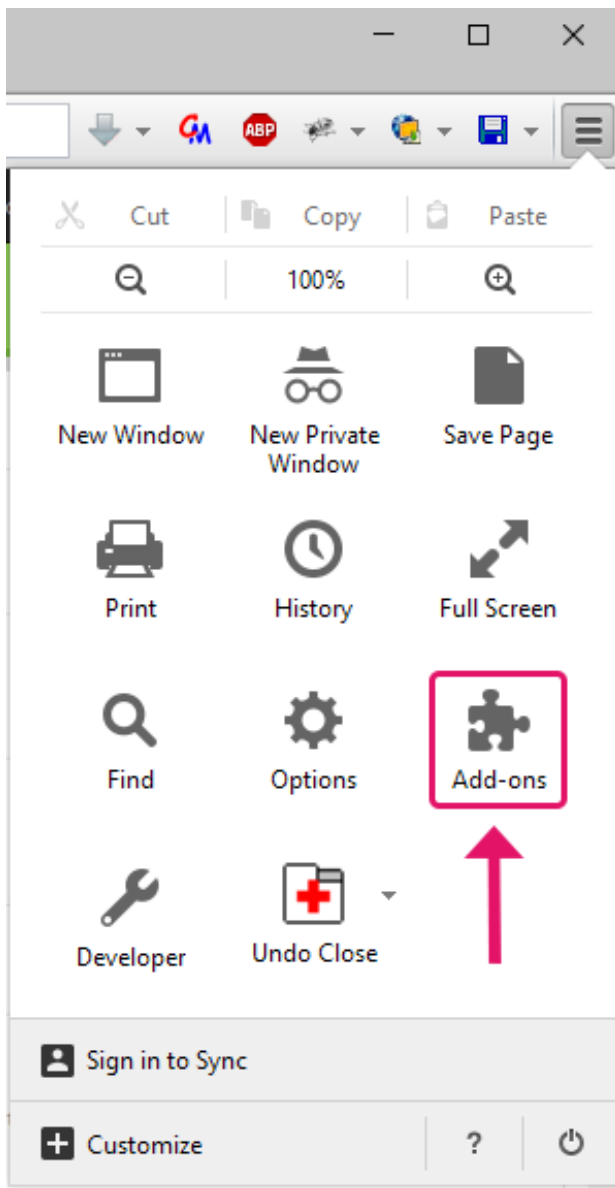 GM ABP
Cut Copy Paste
100%
New Window New Private Save Page
Window
Print History Full Screen
Find Options Add-ons
Developer Undo Close
Sign in to Sync
Customize ?